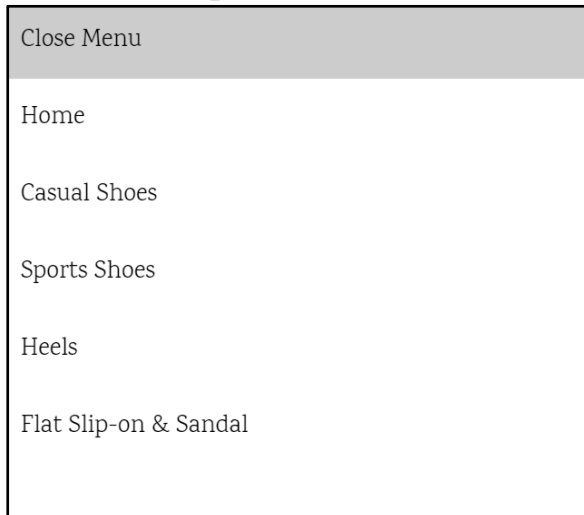 Close Menu
Home
Casual Shoes
Sports Shoes
Heels
Flat Slip-on & Sandal